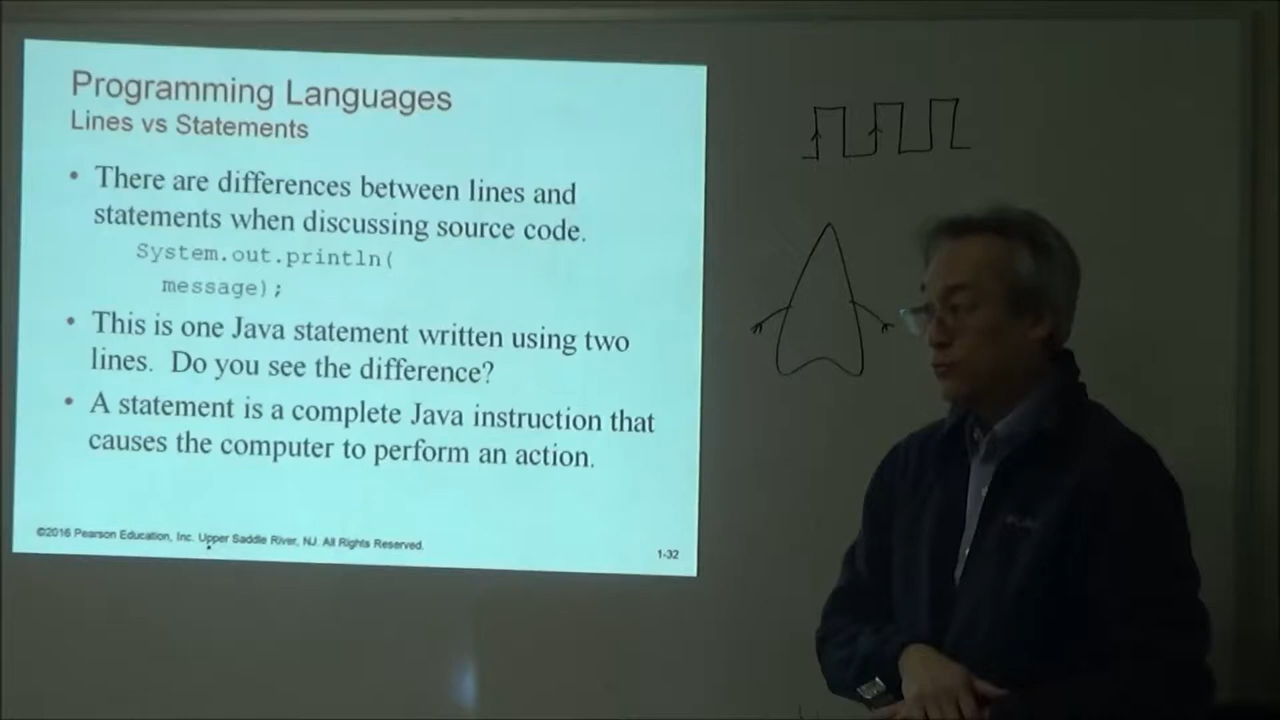 Programming Languages
Lines vs Statements
• There are differences between lines and
statements when discussing source code.
System.out.println(
message);
• This is one Java statement written using two
lines. Do you see the difference?
• A statement is a complete Java instruction that
causes the computer to perform an action.
©2016 Pearson Education, Inc. Upper Saddle River, NJ. All Rights Reserved.
1-32